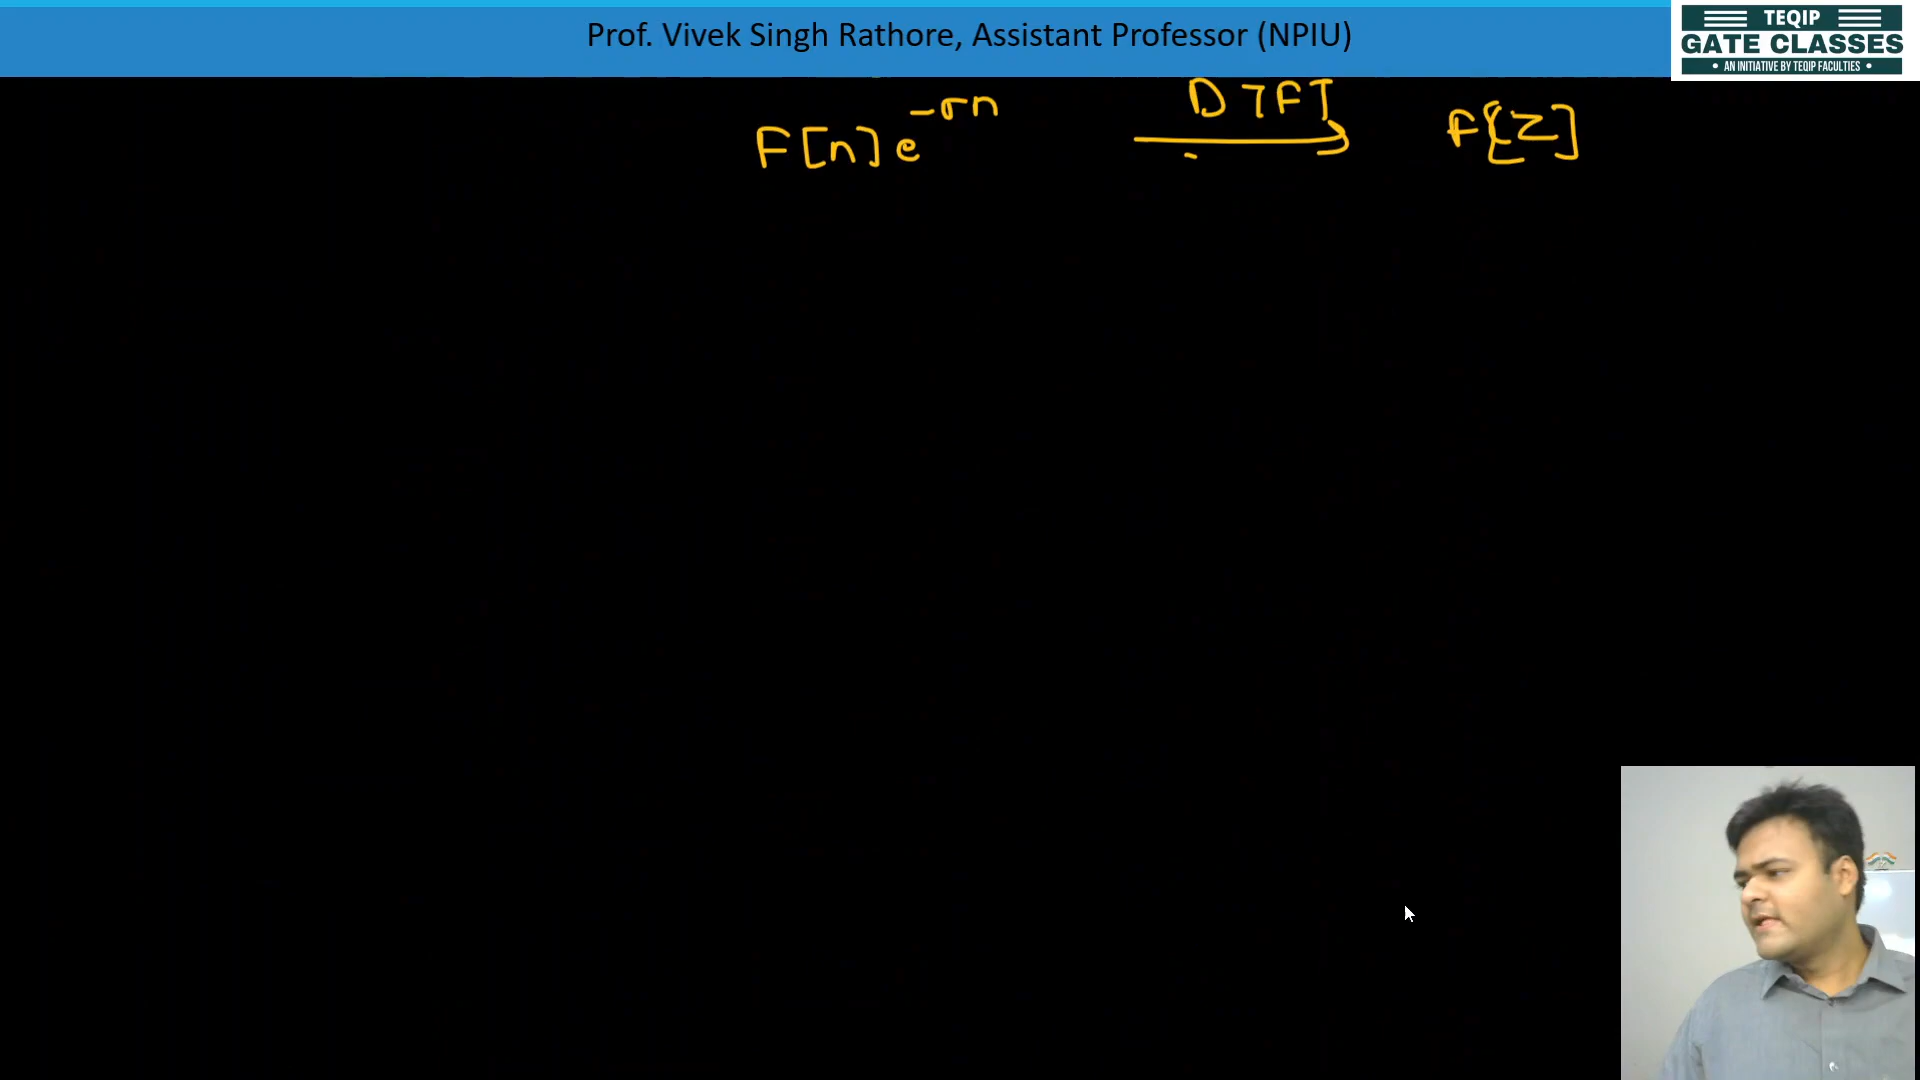 Prof. Vivek Singh Rathore, Assistant Professor (NPIU)
TEQIP
GATE CLASSES
• AN INITIATIVE BY TEQIP FACULTIES •
F[n] e^-σn DTFT F[Z]